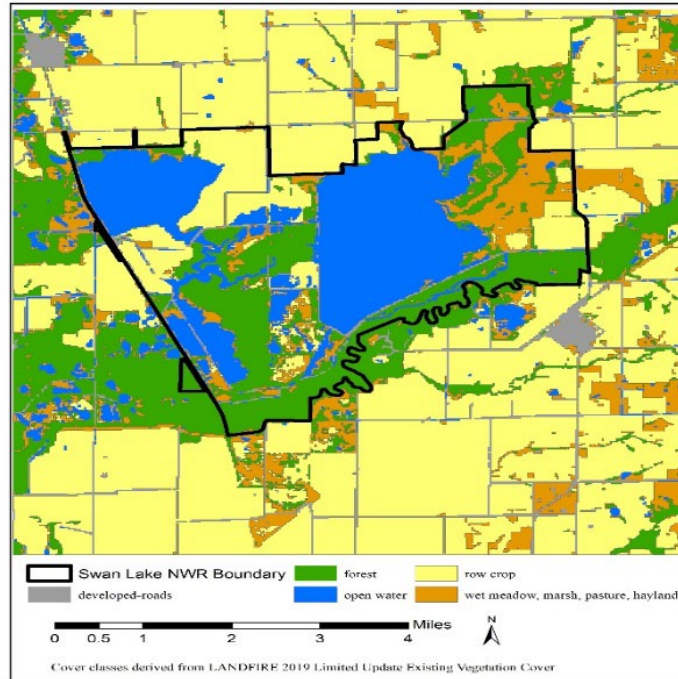 Swan Lake NWR Boundary
forest
row crop
developed-roads
open water
wet meadow, marsh, pasture, hayland
Miles
0 0.5 1 2 3 4
N
Cover classes derived from LANDFIRE 2019 Limited Update Existing Vegetation Cover